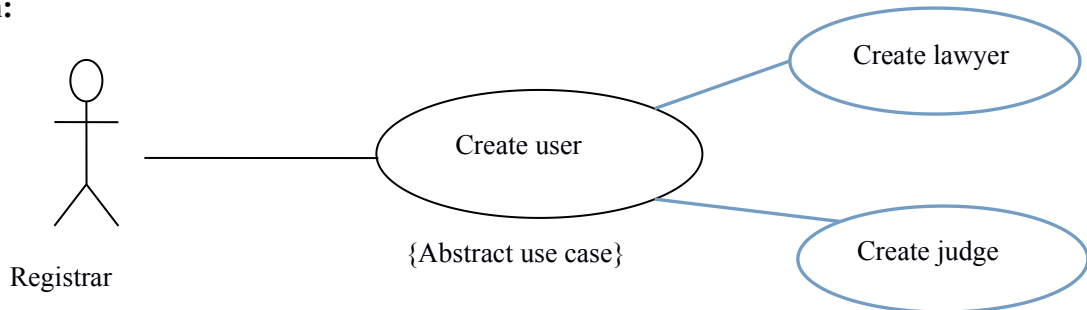 :
Create lawyer
Create user
{Abstract use case}
Create judge
Registrar